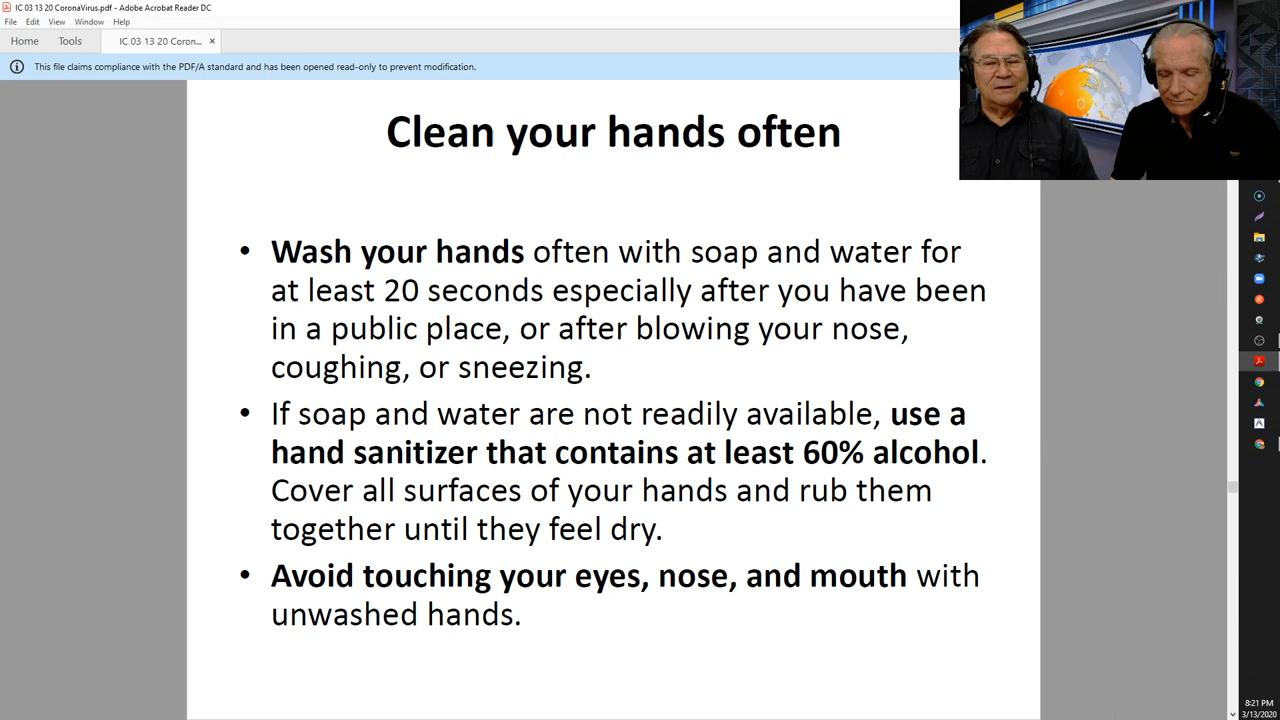 IC 03 13 20 CoronaVirus.pdf - Adobe Acrobat Reader DC
File Edit View Window Help
Home Tools IC 03 13 20 Coron... ×
This file claims compliance with the PDF/A standard and has been opened read-only to prevent modification.
Clean your hands often
• Wash your hands often with soap and water for
at least 20 seconds especially after you have been
in a public place, or after blowing your nose,
coughing, or sneezing.
• If soap and water are not readily available, use a
hand sanitizer that contains at least 60% alcohol.
Cover all surfaces of your hands and rub them
together until they feel dry.
• Avoid touching your eyes, nose, and mouth with
unwashed hands.
8:21 PM
3/13/2020